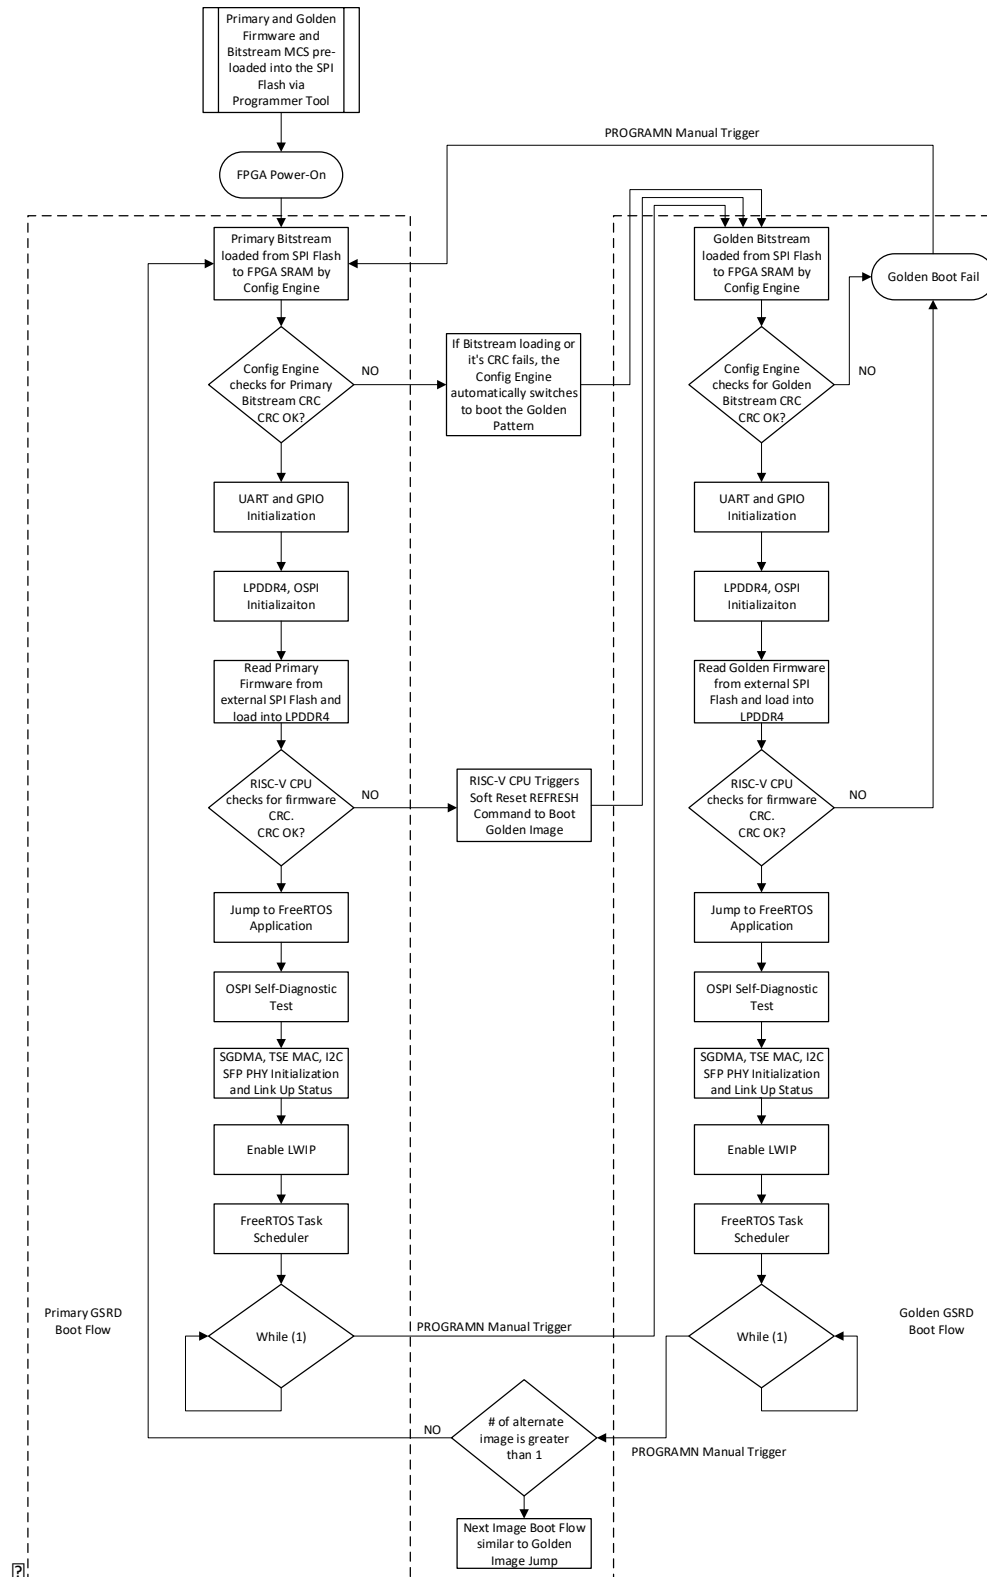 Primary and Golden
Firmware and
Bitstream MCS pre-
loaded into the SPI
Flash via
Programmer Tool
PROGRAMN Manual Trigger
FPGA Power-On
Primary Bitstream
loaded from SPI Flash
to FPGA SRAM by
Config Engine
Golden Bitstream
loaded from SPI Flash
to FPGA SRAM by
Config Engine
Golden Boot Fail
Config Engine
checks for Primary
Bitstream CRC
CRC OK?
NO
If Bitstream loading or
it's CRC fails, the
Config Engine
automatically switches
to boot the Golden
Pattern
Config Engine
checks for Golden
Bitstream CRC
CRC OK?
NO
UART and GPIO
Initialization
UART and GPIO
Initialization
LPDDR4, OSPI
Initializaiton
LPDDR4, OSPI
Initializaiton
Read Primary
Firmware from
external SPI Flash and
load into LPDDR4
Read Golden Firmware
from external SPI
Flash and load into
LPDDR4
RISC-V CPU
checks for firmware
CRC.
CRC OK?
NO
RISC-V CPU Triggers
Soft Reset REFRESH
Command to Boot
Golden Image
RISC-V CPU
checks for firmware
CRC.
CRC OK?
NO
Jump to FreeRTOS
Application
Jump to FreeRTOS
Application
OSPI Self-Diagnostic
Test
OSPI Self-Diagnostic
Test
SGDMA, TSE MAC, I2C
SFP PHY Initialization
and Link Up Status
SGDMA, TSE MAC, I2C
SFP PHY Initialization
and Link Up Status
Enable LWIP
Enable LWIP
FreeRTOS Task
Scheduler
FreeRTOS Task
Scheduler
Primary GSRD
Boot Flow
While (1)
PROGRAMN Manual Trigger
While (1)
Golden GSRD
Boot Flow
NO
# of alternate
image is greater
than 1
PROGRAMN Manual Trigger
Next Image Boot Flow
similar to Golden
Image Jump
?